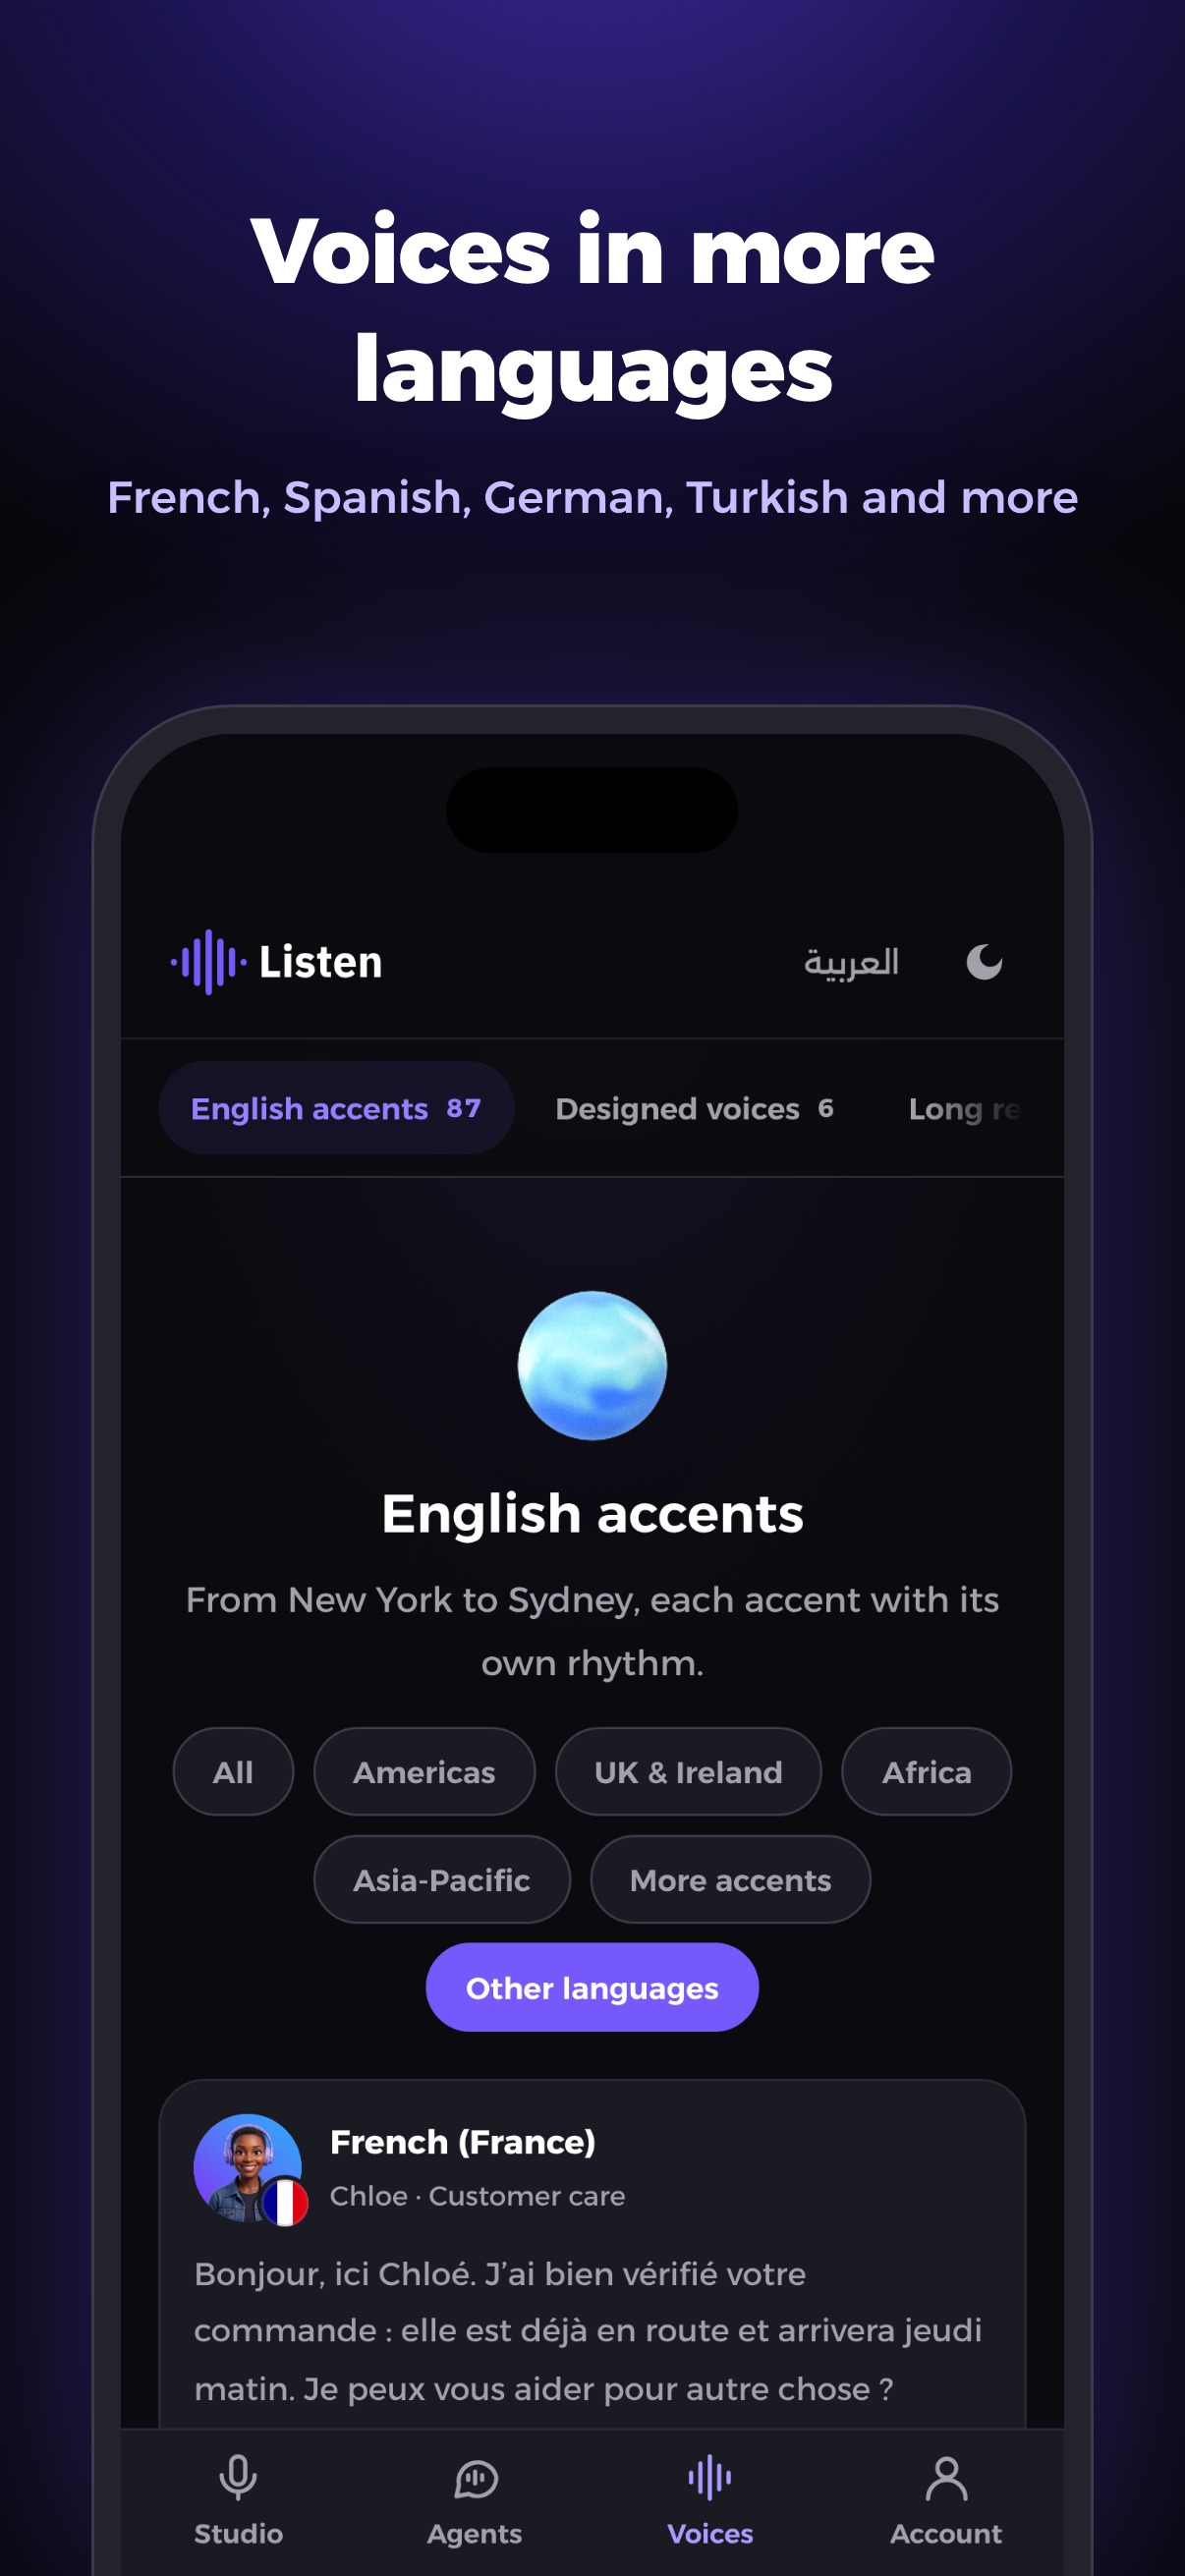 Voices in more
languages
French, Spanish, German, Turkish and more
Listen
العربية
English accents 87
Designed voices 6
Long re
English accents
From New York to Sydney, each accent with its
own rhythm.
All
Americas
UK & Ireland
Africa
Asia-Pacific
More accents
Other languages
French (France)
Chloe · Customer care
Bonjour, ici Chloé. J’ai bien vérifié votre
commande : elle est déjà en route et arrivera jeudi
matin. Je peux vous aider pour autre chose ?
Studio
Agents
Voices
Account